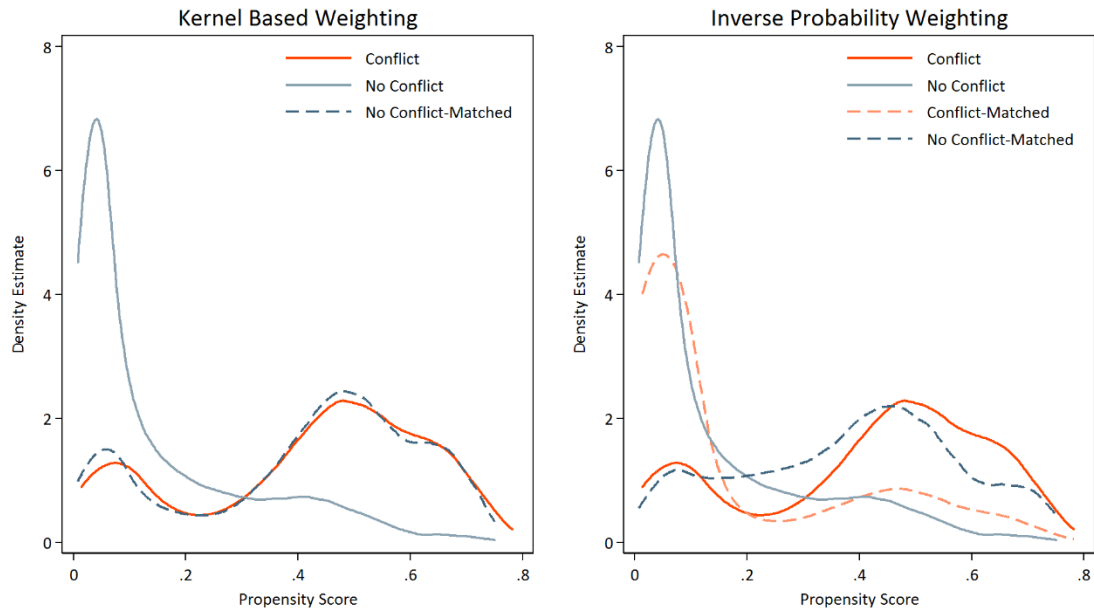 Kernel Based Weighting
8
6
4
2
0
Density Estimate
Conflict
No Conflict
No Conflict-Matched
0
.2
.4
.6
.8
Propensity Score
Inverse Probability Weighting
8
6
4
2
0
Density Estimate
Conflict
No Conflict
Conflict-Matched
No Conflict-Matched
0
.2
.4
.6
.8
Propensity Score